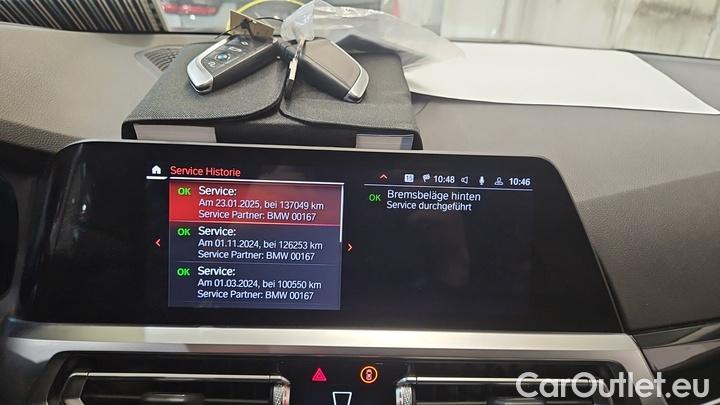 Service Historie
15 10:48 10:46
OK Service:
Am 23.01.2025, bei 137049 km
Service Partner: BMW 00167
OK Service:
Am 01.11.2024, bei 126253 km
Service Partner: BMW 00167
OK Service:
Am 01.03.2024, bei 100550 km
Service Partner: BMW 00167
OK Bremsbeläge hinten
Service durchgeführt
CarOutlet.eu